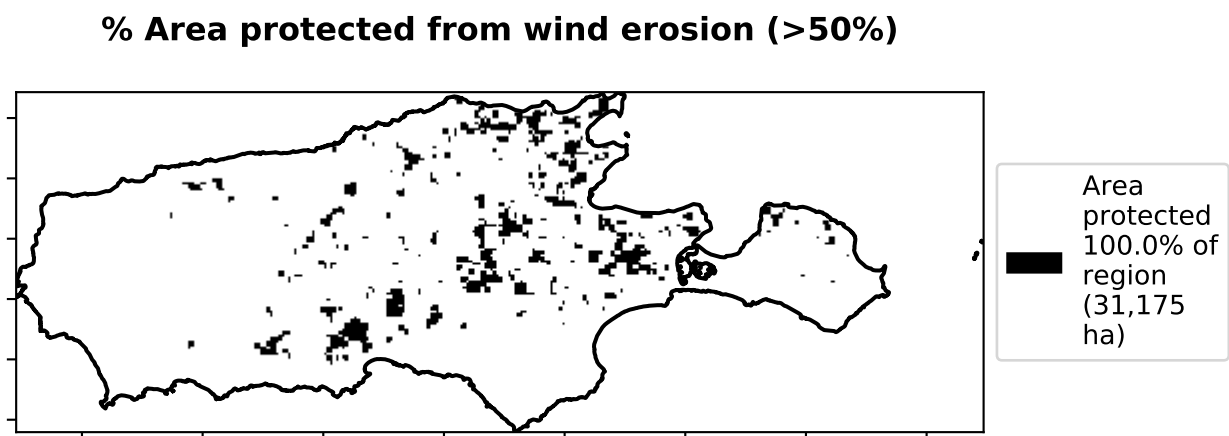 % Area protected from wind erosion (>50%)
Area
protected
100.0% of
region
(31,175
ha)